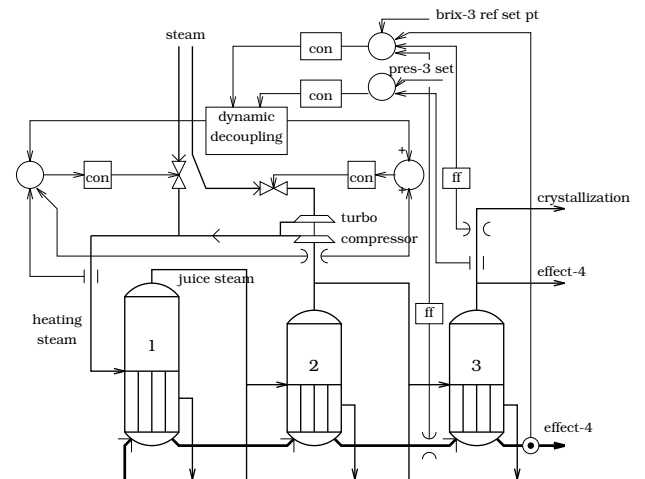 brix-3 ref set pt
steam
con
pres-3 set
con
dynamic
decoupling
+
con
con
ff
+
crystallization
turbo
compressor
effect-4
juice steam
heating
steam
ff
1
2
3
effect-4